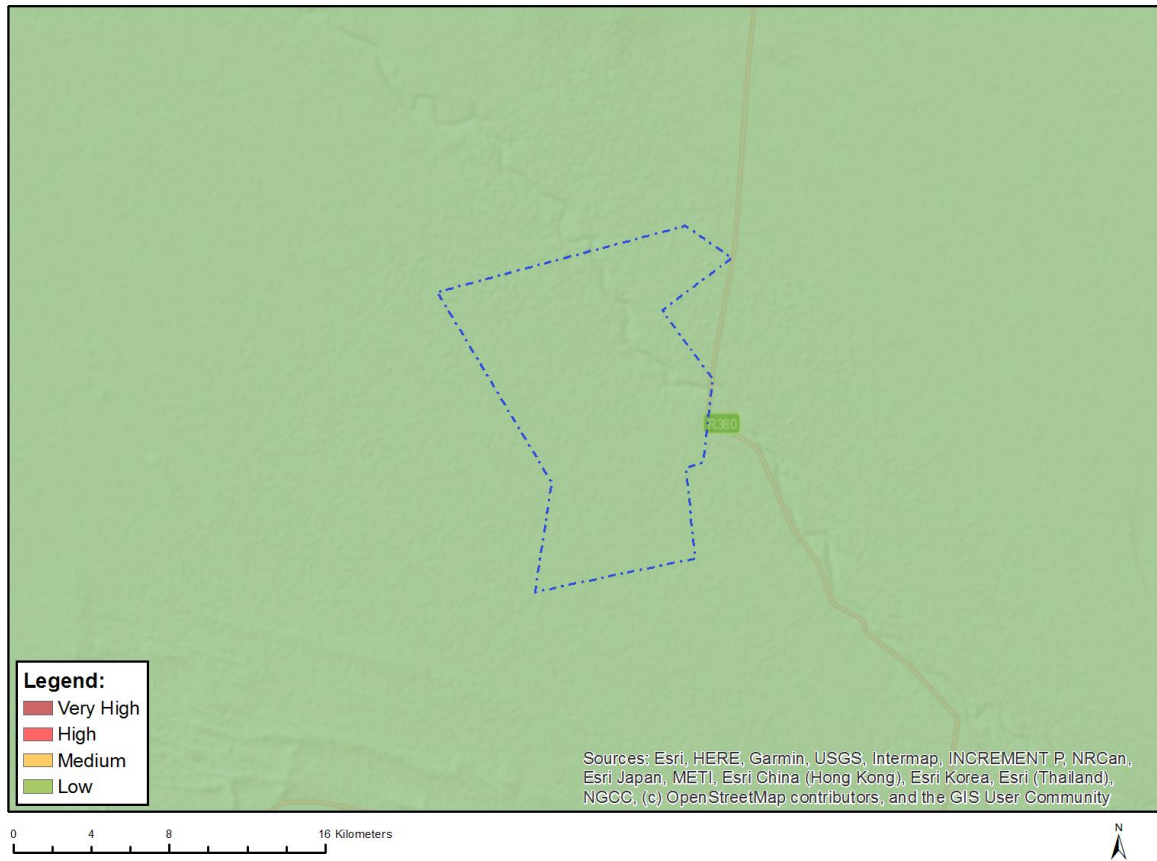 R380
Legend:
Very High
High
Medium
Low
Sources: Esri, HERE, Garmin, USGS, Intermap, INCREMENT P, NRCan,
Esri Japan, METI, Esri China (Hong Kong), Esri Korea, Esri (Thailand),
NGCC, (c) OpenStreetMap contributors, and the GIS User Community
0 4 8 16 Kilometers
N